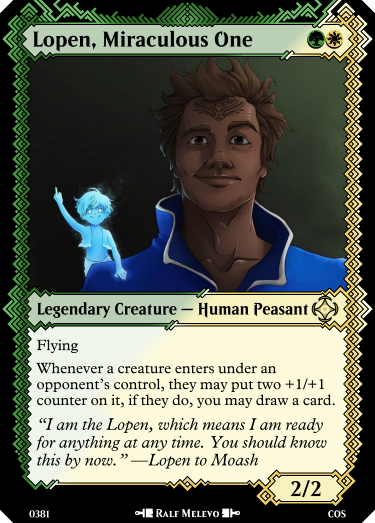 Lopen, Miraculous One
Legendary Creature — Human Peasant
Flying
Whenever a creature enters under an
opponent's control, they may put two +1/+1
counter on it, if they do, you may draw a card.
“I am the Lopen, which means I am ready
for anything at any time. You should know
this by now.” —Lopen to Moash
2/2
0381 Ralf Melevo COS